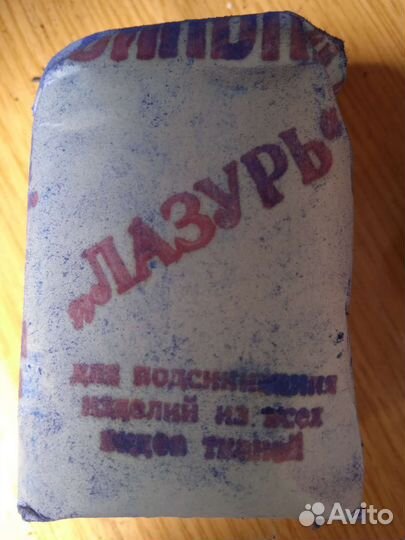 „ЛАЗУРЬ“
для подсинивания
изделий из всех
видов тканей
Avito